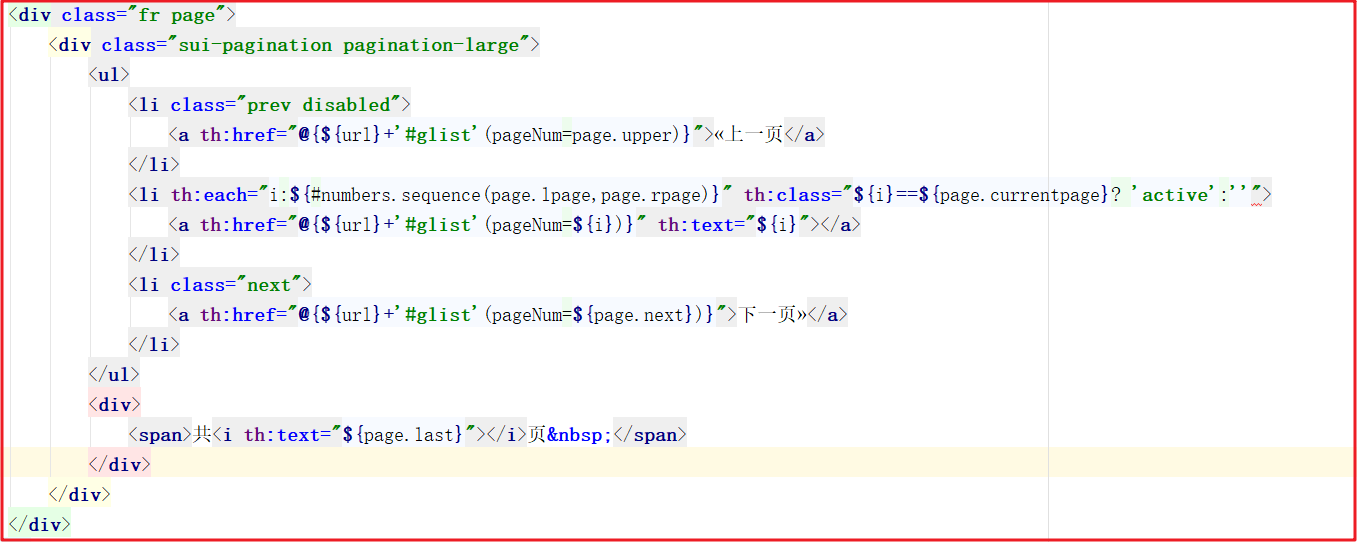 <div class="fr page">
<div class="sui-pagination pagination-large">
<ul>
<li class="prev disabled">
<a th:href="@{${url}+'#glist'(pageNum=page.upper)}">«上一页</a>
</li>
<li th:each="i:${#numbers.sequence(page.lpage,page.rpage)}" th:class="${i}==${page.currentpage}? 'active':''">
<a th:href="@{${url}+'#glist'(pageNum=${i})}" th:text="${i}"></a>
</li>
<li class="next">
<a th:href="@{${url}+'#glist'(pageNum=${page.next})}">下一页»</a>
</li>
</ul>
<div>
<span>共<i th:text="${page.last}"></i>页&nbsp;</span>
</div>
</div>
</div>